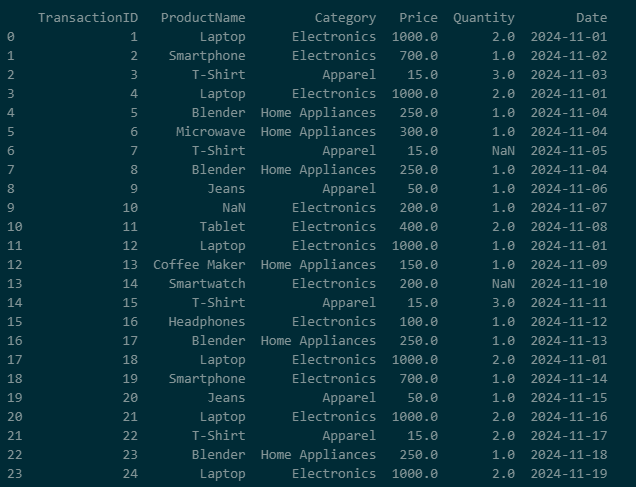 TransactionID ProductName Category Price Quantity Date
0 1 Laptop Electronics 1000.0 2.0 2024-11-01
1 2 Smartphone Electronics 700.0 1.0 2024-11-02
2 3 T-Shirt Apparel 15.0 3.0 2024-11-03
3 4 Laptop Electronics 1000.0 2.0 2024-11-01
4 5 Blender Home Appliances 250.0 1.0 2024-11-04
5 6 Microwave Home Appliances 300.0 1.0 2024-11-04
6 7 T-Shirt Apparel 15.0 NaN 2024-11-05
7 8 Blender Home Appliances 250.0 1.0 2024-11-04
8 9 Jeans Apparel 50.0 1.0 2024-11-06
9 10 NaN Electronics 200.0 1.0 2024-11-07
10 11 Tablet Electronics 400.0 2.0 2024-11-08
11 12 Laptop Electronics 1000.0 1.0 2024-11-01
12 13 Coffee Maker Home Appliances 150.0 1.0 2024-11-09
13 14 Smartwatch Electronics 200.0 NaN 2024-11-10
14 15 T-Shirt Apparel 15.0 3.0 2024-11-11
15 16 Headphones Electronics 100.0 1.0 2024-11-12
16 17 Blender Home Appliances 250.0 1.0 2024-11-13
17 18 Laptop Electronics 1000.0 2.0 2024-11-01
18 19 Smartphone Electronics 700.0 1.0 2024-11-14
19 20 Jeans Apparel 50.0 1.0 2024-11-15
20 21 Laptop Electronics 1000.0 2.0 2024-11-16
21 22 T-Shirt Apparel 15.0 2.0 2024-11-17
22 23 Blender Home Appliances 250.0 1.0 2024-11-18
23 24 Laptop Electronics 1000.0 2.0 2024-11-19